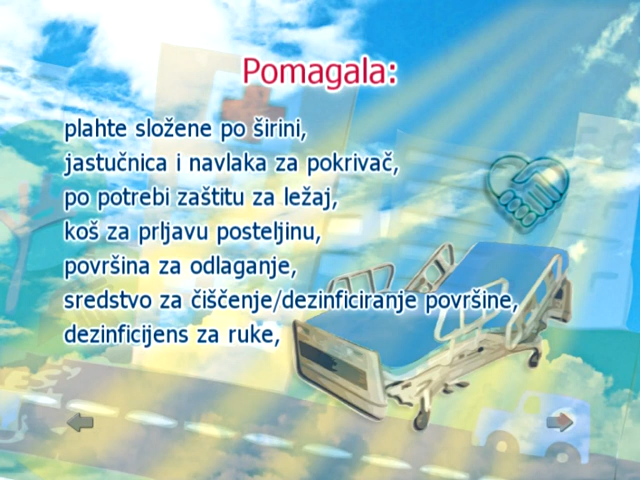 Pomagala:
plahte složene po širini,
jastučnica i navlaka za pokrivač,
po potrebi zaštitu za ležaj,
koš za prljavu posteljinu,
površina za odlaganje,
sredstvo za čiščenje/dezinficiranje površine,
dezinficijens za ruke,